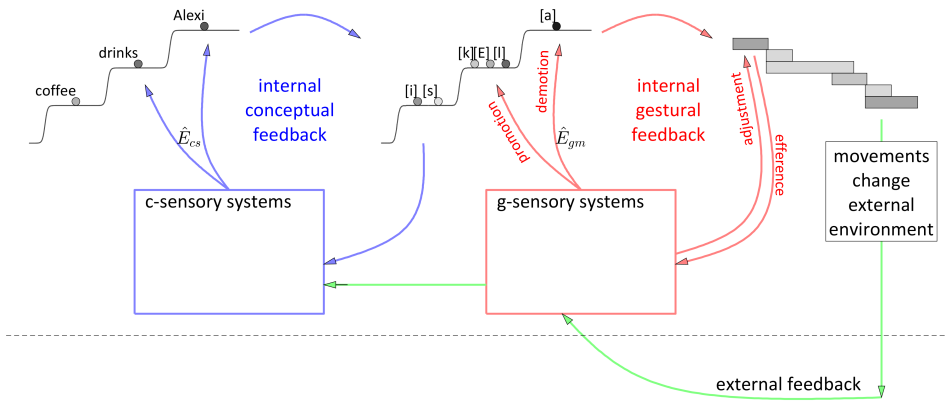 Alexi
drinks
coffee
internal
conceptual
feedback
Ê_cs
c-sensory systems
[a]
[k][E][l]
[i] [s]
promotion
demotion
Ê_gm
internal
gestural
feedback
g-sensory systems
adjustment
efference
movements
change
external
environment
external feedback